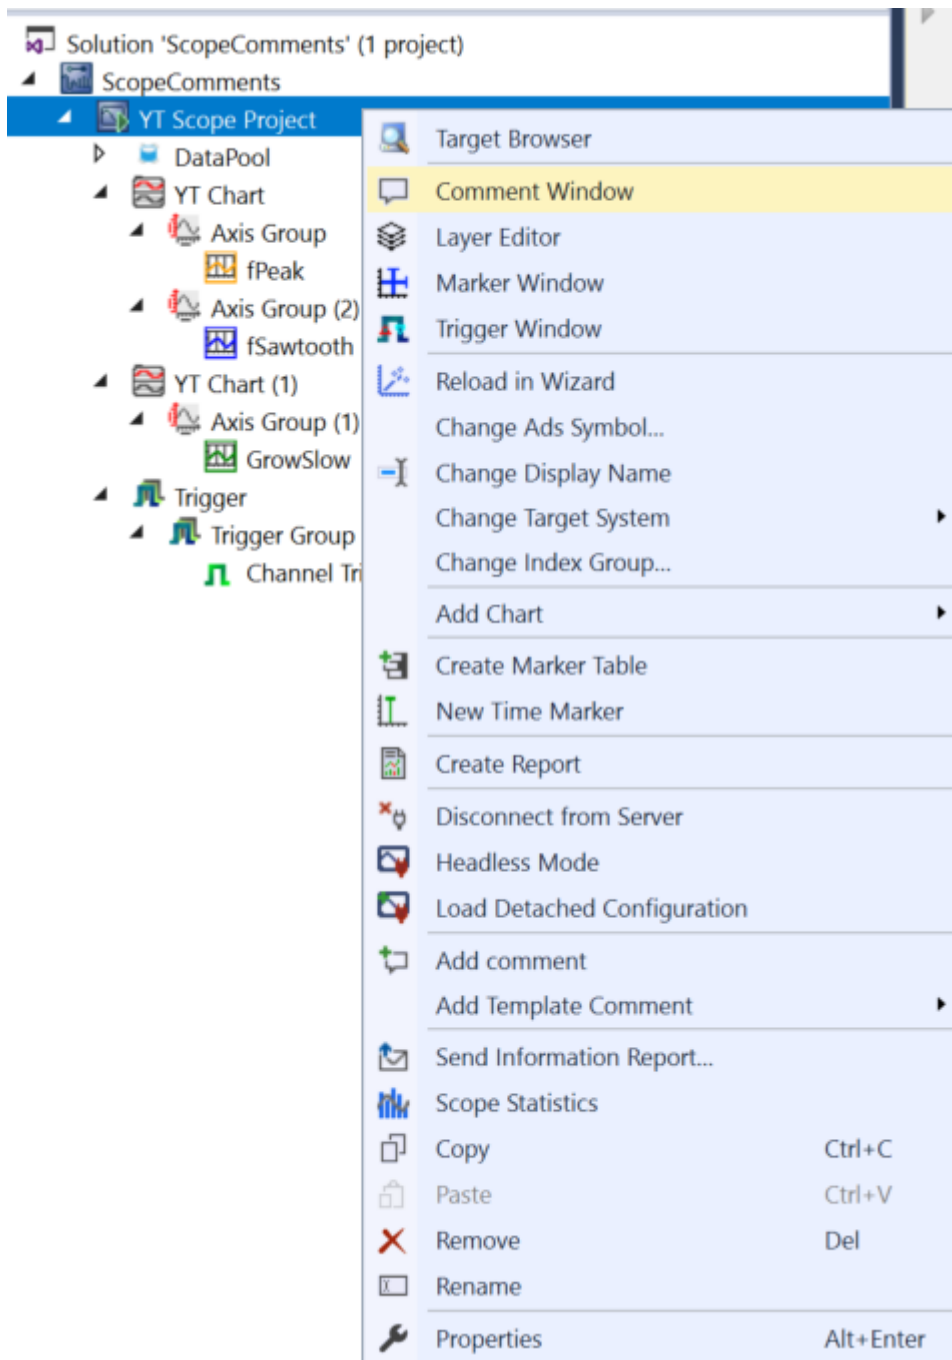 Solution 'ScopeComments' (1 project)
ScopeComments
YT Scope Project
DataPool
YT Chart
Axis Group
fPeak
Axis Group (2)
fSawtooth
YT Chart (1)
Axis Group (1)
GrowSlow
Trigger
Trigger Group
Channel Tri
Target Browser
Comment Window
Layer Editor
Marker Window
Trigger Window
Reload in Wizard
Change Ads Symbol...
Change Display Name
Change Target System
Change Index Group...
Add Chart
Create Marker Table
New Time Marker
Create Report
Disconnect from Server
Headless Mode
Load Detached Configuration
Add comment
Add Template Comment
Send Information Report...
Scope Statistics
Copy Ctrl+C
Paste Ctrl+V
Remove Del
Rename
Properties Alt+Enter